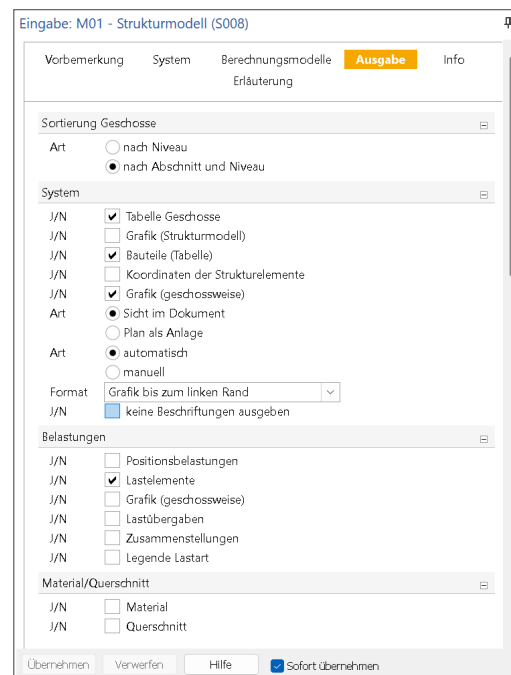 Eingabe: M01 - Strukturmodell (S008)
Vorbemerkung System Berechnungsmodelle Ausgabe Info
Erläuterung
Sortierung Geschosse
Art nach Niveau
nach Abschnitt und Niveau
System
J/N Tabelle Geschosse
J/N Grafik (Strukturmodell)
J/N Bauteile (Tabelle)
J/N Koordinaten der Strukturelemente
J/N Grafik (geschossweise)
Art Sicht im Dokument
Plan als Anlage
Art automatisch
manuell
Format Grafik bis zum linken Rand
J/N keine Beschriftungen ausgeben
Belastungen
J/N Positionsbelastungen
J/N Lastelemente
J/N Grafik (geschossweise)
J/N Lastübergaben
J/N Zusammenstellungen
J/N Legende Lastart
Material/Querschnitt
J/N Material
J/N Querschnitt
Übernehmen Verwerfen Hilfe Sofort übernehmen